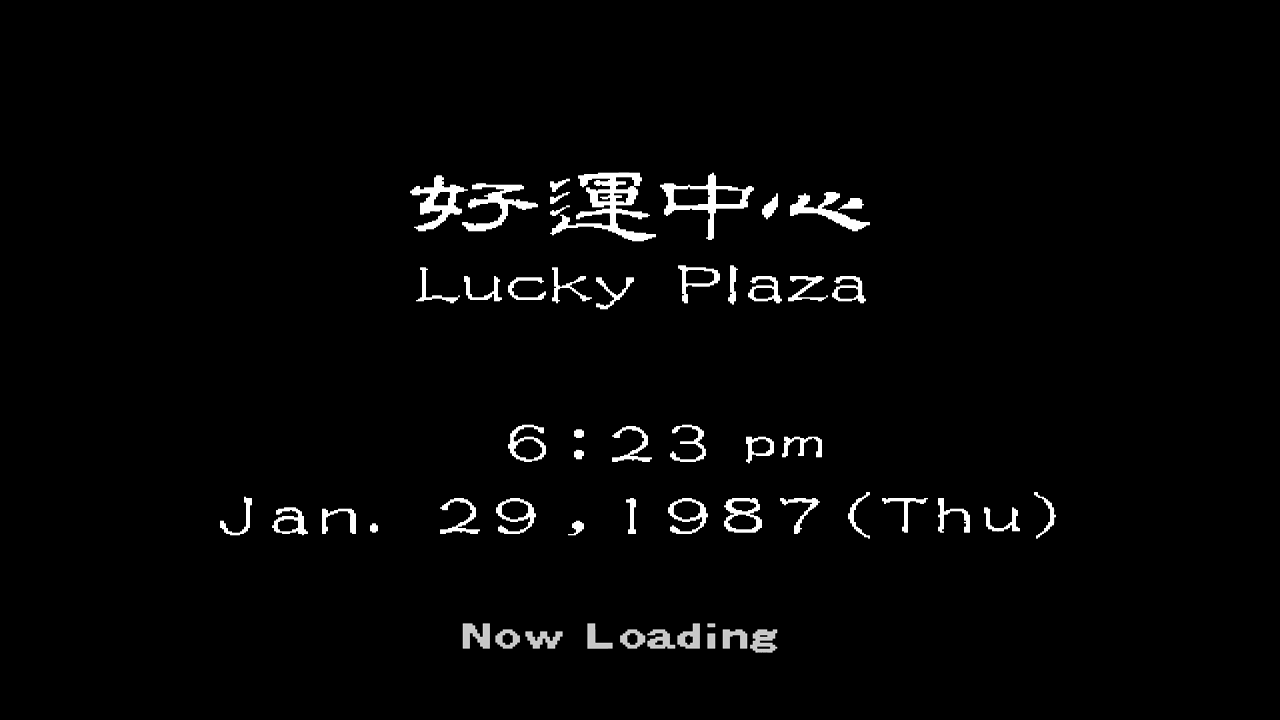 好運中心
Lucky Plaza
6:23 pm
Jan. 29,1987(Thu)
Now Loading